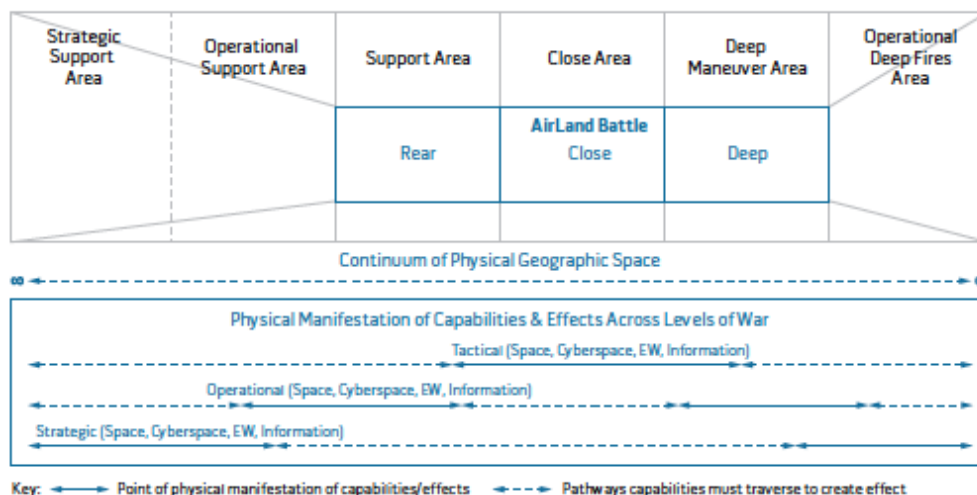 Strategic
Support
Area
Operational
Support Area
Support Area
Close Area
Deep
Maneuver Area
Operational
Deep Fires
Area
AirLand Battle
Rear
Close
Deep
Continuum of Physical Geographic Space
∞
Physical Manifestation of Capabilities & Effects Across Levels of War
Tactical (Space, Cyberspace, EW, Information)
Operational (Space, Cyberspace, EW, Information)
Strategic (Space, Cyberspace, EW, Information)
Key: Point of physical manifestation of capabilities/effects Pathways capabilities must traverse to create effect